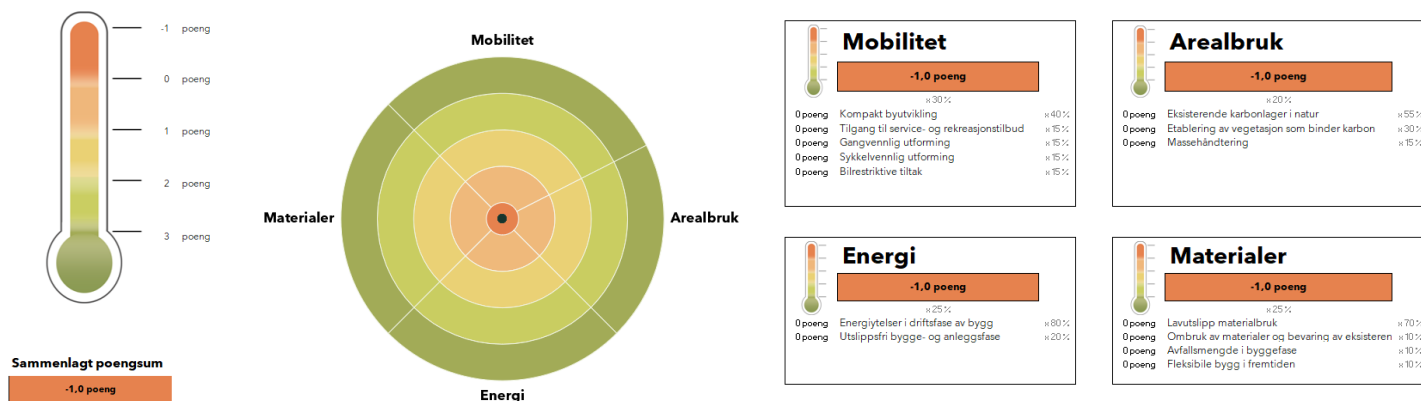 -1 poeng
0 poeng
1 poeng
2 poeng
3 poeng
Sammenlagt poengsum
-1,0 poeng
Mobilitet
Materialer
Arealbruk
Energi
Mobilitet
-1,0 poeng
x 30 %
0 poeng Kompakt byutvikling x 40 %
0 poeng Tilgang til service- og rekreasjonstilbud x 15 %
0 poeng Gangvennlig utforming x 15 %
0 poeng Sykkelvennlig utforming x 15 %
0 poeng Bilrestriktive tiltak x 15 %
Arealbruk
-1,0 poeng
x 20 %
0 poeng Eksisterende karbonlager i natur x 55 %
0 poeng Etablering av vegetasjon som binder karbon x 30 %
0 poeng Massehåndtering x 15 %
Energi
-1,0 poeng
x 25 %
0 poeng Energiytelser i driftsfase av bygg x 80 %
0 poeng Utslippsfri bygge- og anleggsfase x 20 %
Materialer
-1,0 poeng
x 25 %
0 poeng Lavutslipp materialbruk x 70 %
0 poeng Ombruk av materialer og bevaring av eksisteren x 10 %
0 poeng Avfallsmengde i byggefase x 10 %
0 poeng Fleksibile bygg i fremtiden x 10 %